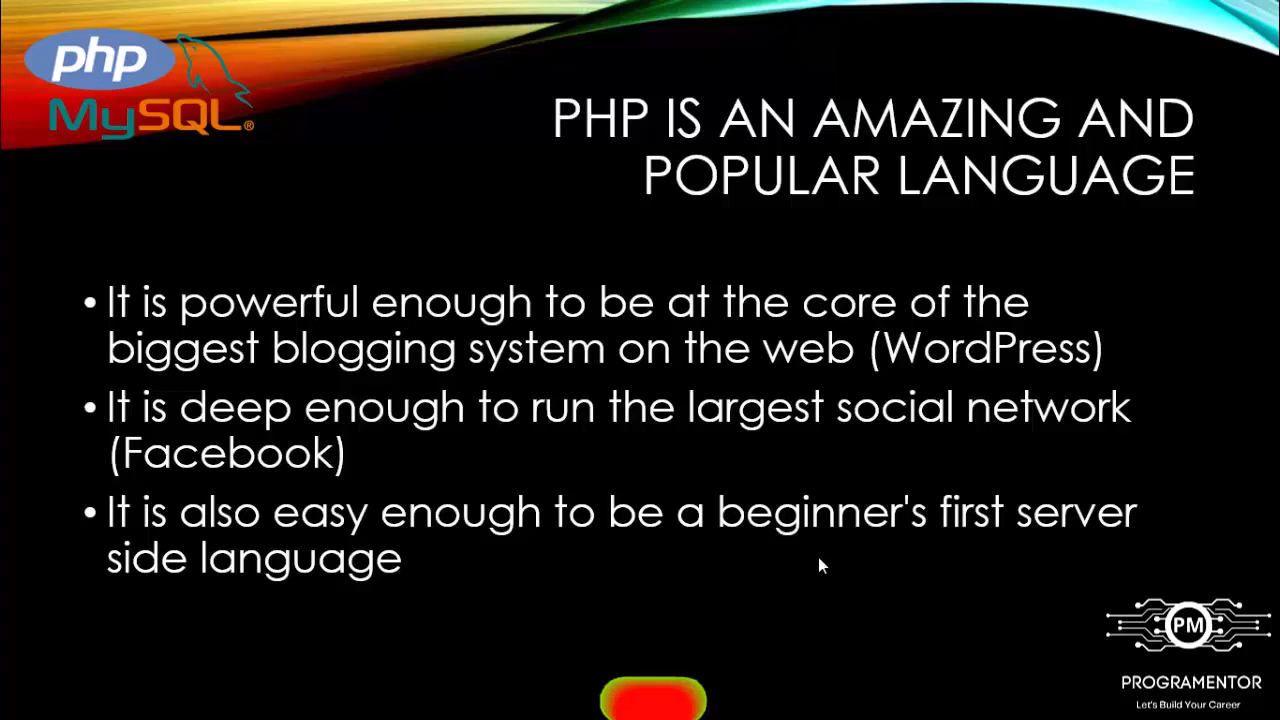 php
MySQL®
PHP IS AN AMAZING AND
POPULAR LANGUAGE
• It is powerful enough to be at the core of the
biggest blogging system on the web (WordPress)
• It is deep enough to run the largest social network
(Facebook)
• It is also easy enough to be a beginner's first server
side language
PM
PROGRAMENTOR
Let's Build Your Career